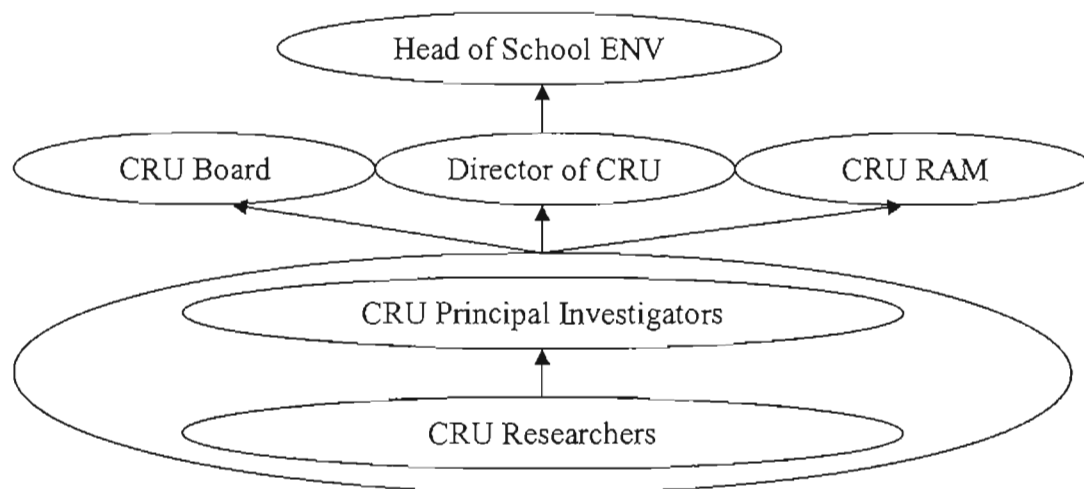 Head of School ENV
CRU Board
Director of CRU
CRU RAM
CRU Principal Investigators
CRU Researchers